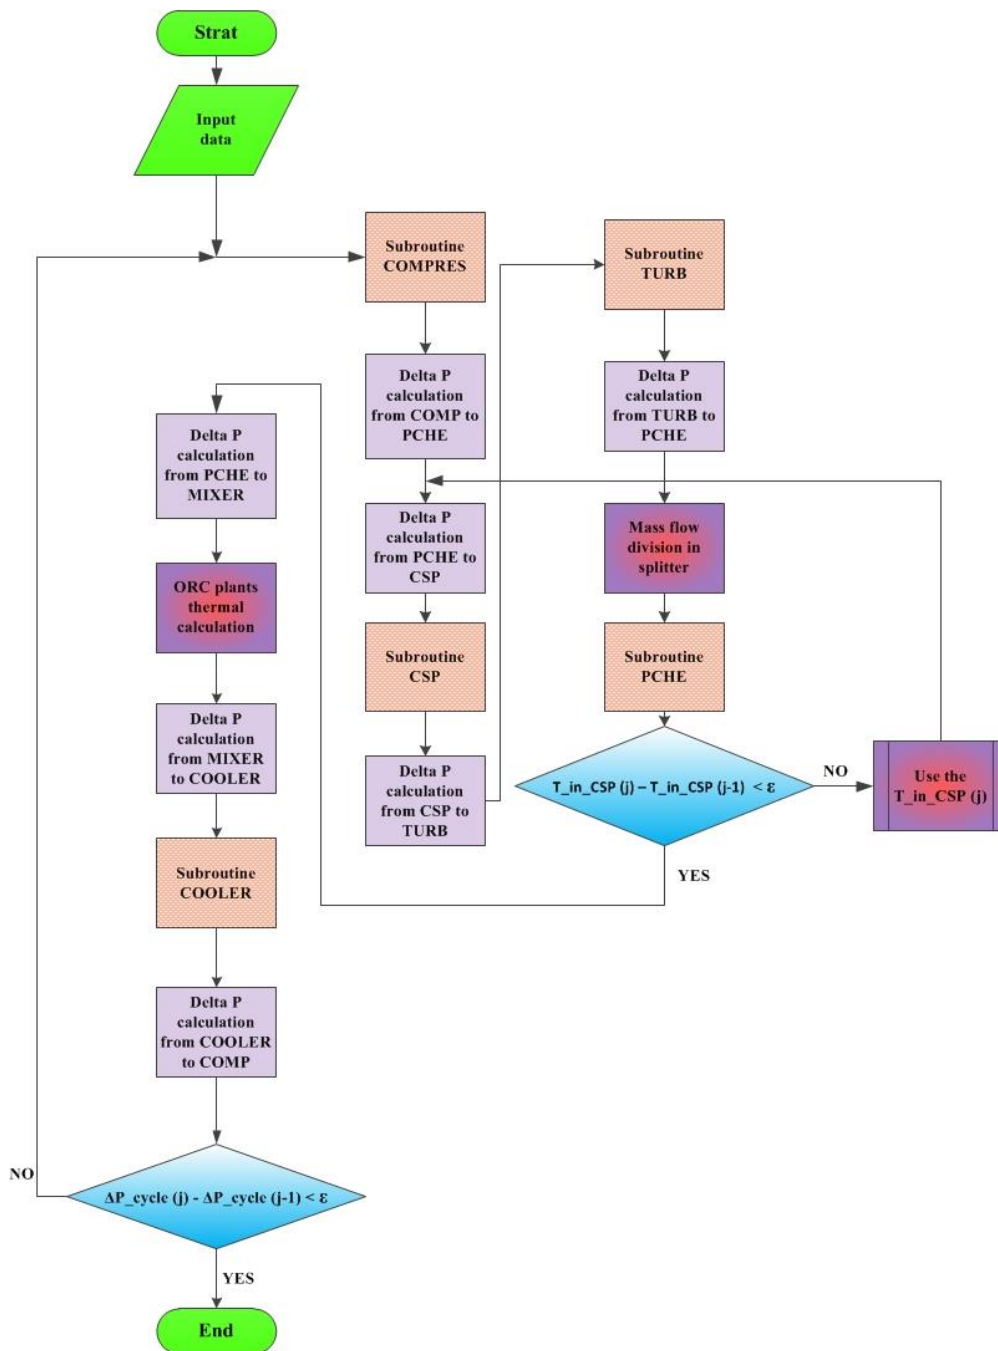 Strat
Input
data
Subroutine
COMPRES
Delta P
calculation
from COMP to
PCHE
Delta P
calculation
from PCHE to
CSP
Subroutine
CSP
Delta P
calculation
from CSP to
TURB
Subroutine
TURB
Delta P
calculation
from TURB to
PCHE
Mass flow
division in
splitter
Subroutine
PCHE
T_in_CSP (j) – T_in_CSP (j-1) < ε
NO
Use the
T_in_CSP (j)
YES
Delta P
calculation
from PCHE to
MIXER
ORC plants
thermal
calculation
Delta P
calculation
from MIXER
to COOLER
Subroutine
COOLER
Delta P
calculation
from COOLER
to COMP
NO
ΔP_cycle (j) - ΔP_cycle (j-1) < ε
YES
End